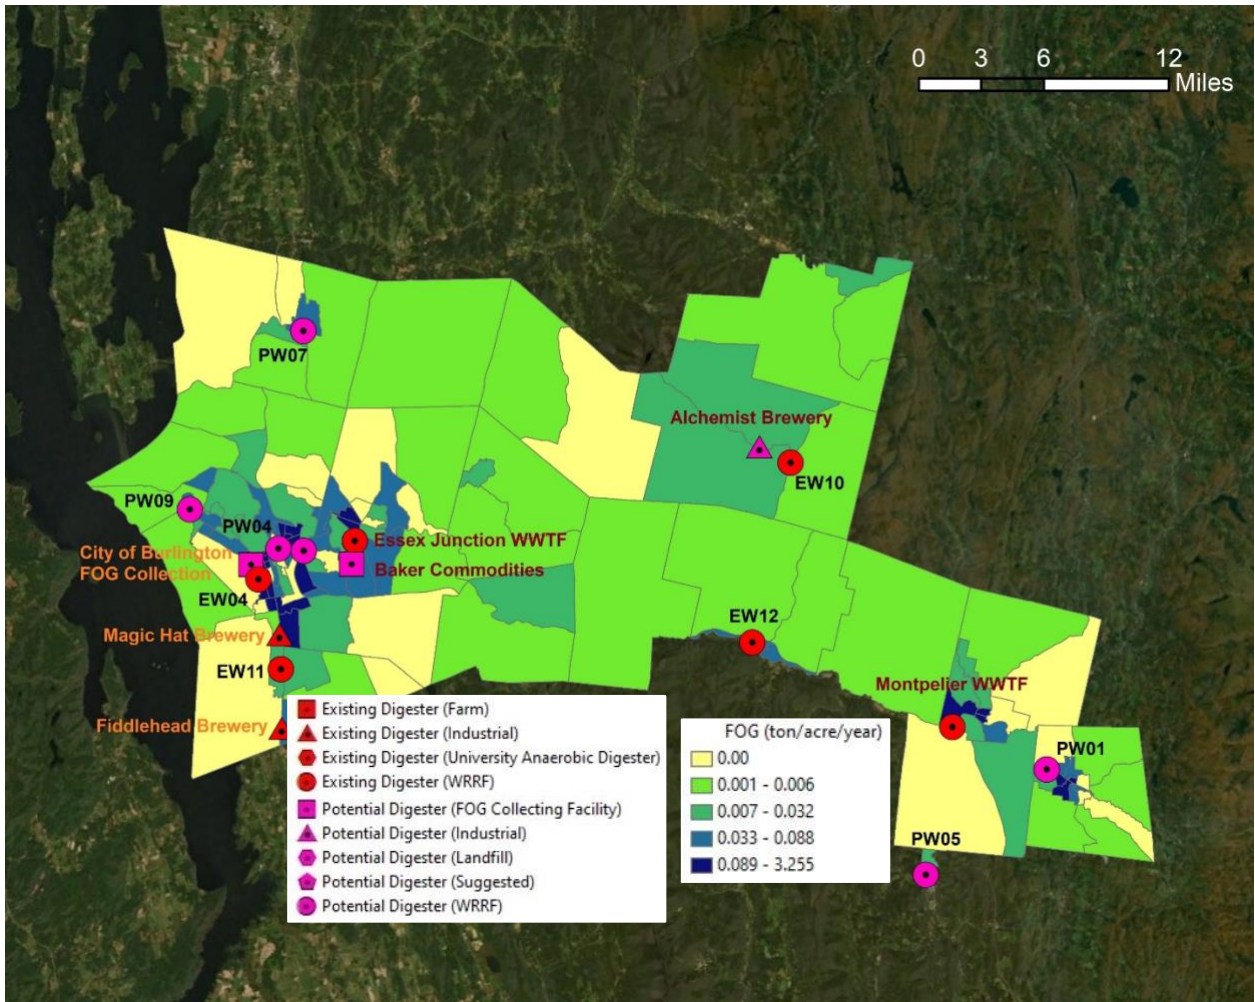 0 3 6 12
Miles
PW07
Alchemist Brewery
EW10
PW09
PW04
City of Burlington
FOG Collection
Essex Junction WWTF
Baker Commodities
EW04
Magic Hat Brewery
EW11
EW12
Fiddlehead Brewery
Montpelier WWTF
PW01
PW05
Existing Digester (Farm)
Existing Digester (Industrial)
Existing Digester (University Anaerobic Digester)
Existing Digester (WRRF)
Potential Digester (FOG Collecting Facility)
Potential Digester (Industrial)
Potential Digester (Landfill)
Potential Digester (Suggested)
Potential Digester (WRRF)
FOG (ton/acre/year)
0.00
0.001 - 0.006
0.007 - 0.032
0.033 - 0.088
0.089 - 3.255